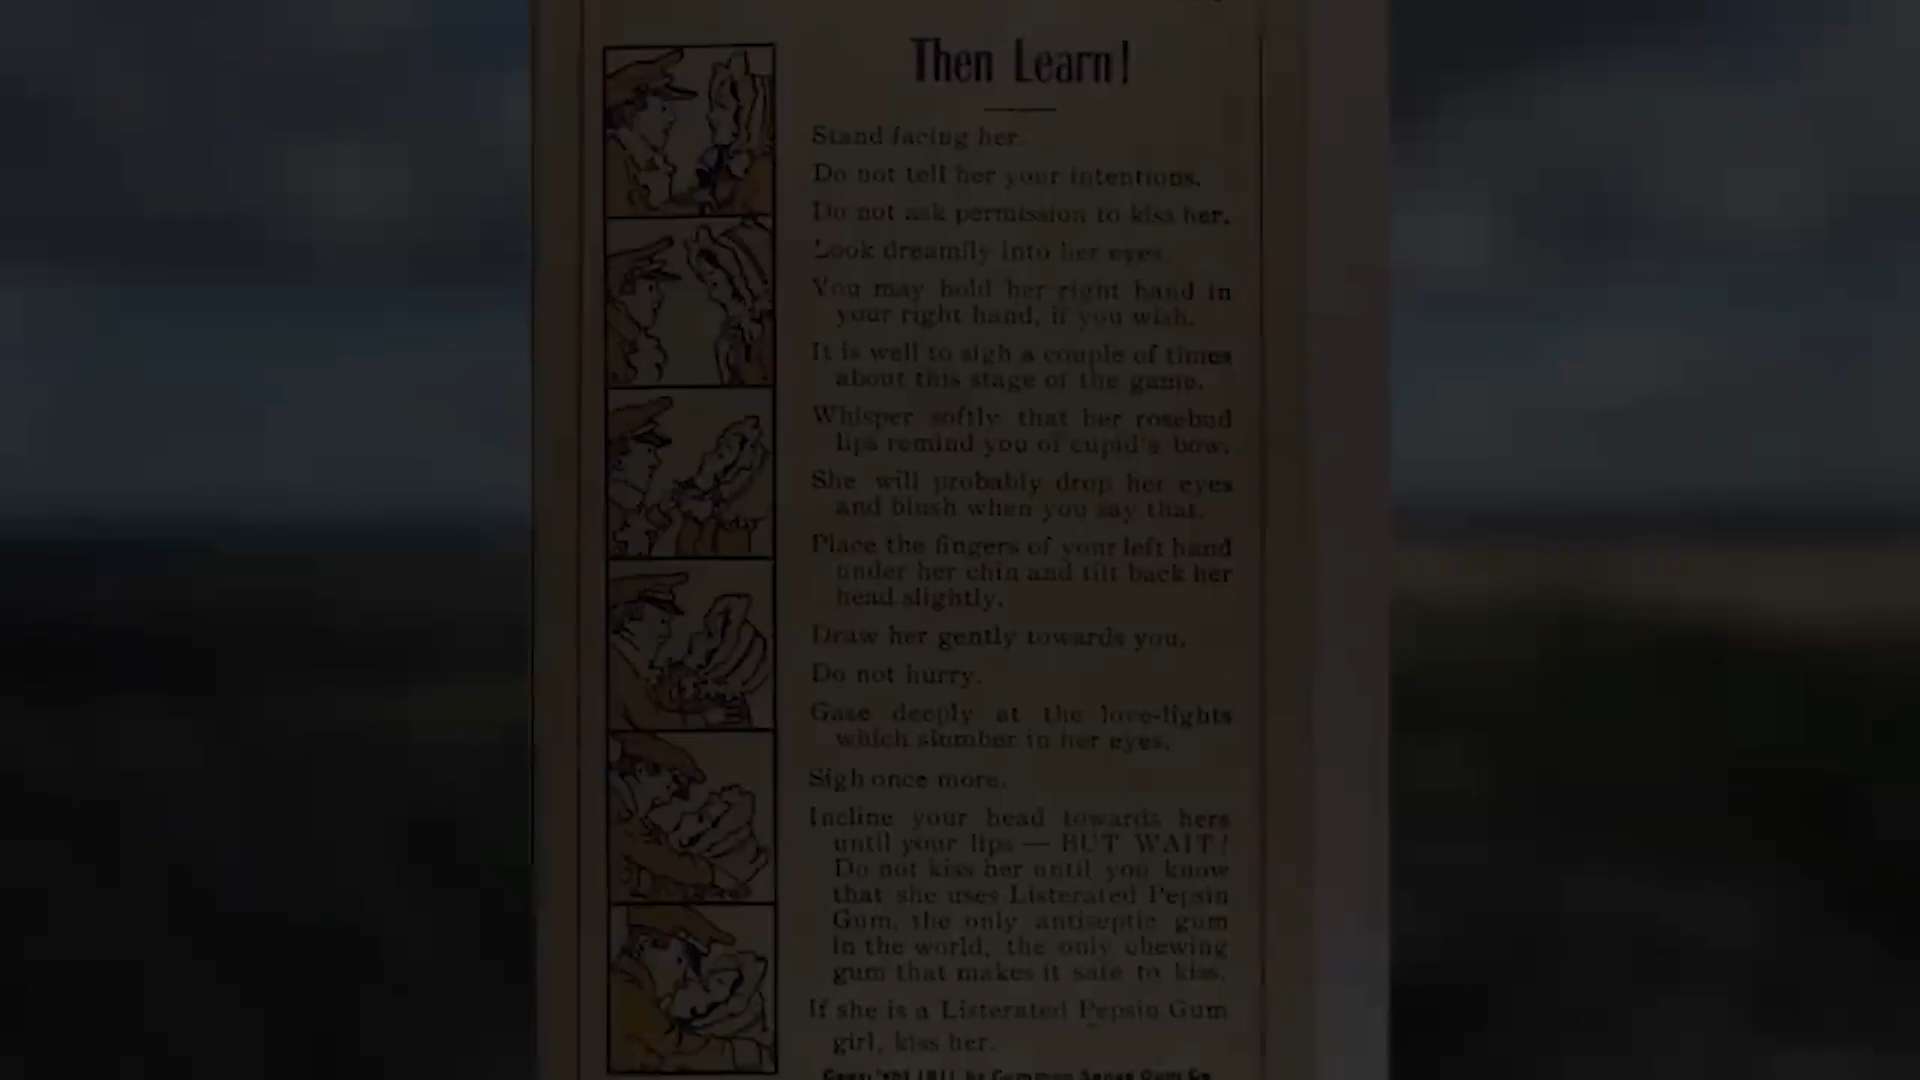 Then Learn!
Stand facing her.
Do not tell her your intentions.
Do not ask permission to kiss her.
Look dreamily into her eyes.
You may hold her right hand in
your right hand, if you wish.
It is well to sigh a couple of times
about this stage of the game.
Whisper softly that her rosebud
lips remind you of cupid's bow.
She will probably drop her eyes
and blush when you say that.
Place the fingers of your left hand
under her chin and tilt back her
head slightly.
Draw her gently towards you.
Do not hurry.
Gaze deeply at the love-lights
which slumber in her eyes.
Sigh once more.
Incline your head towards hers
until your lips — BUT WAIT!
Do not kiss her until you know
that she uses Listerated Pepsin
Gum, the only antiseptic gum
in the world, the only chewing
gum that makes it safe to kiss.
If she is a Listerated Pepsin Gum
girl, kiss her.